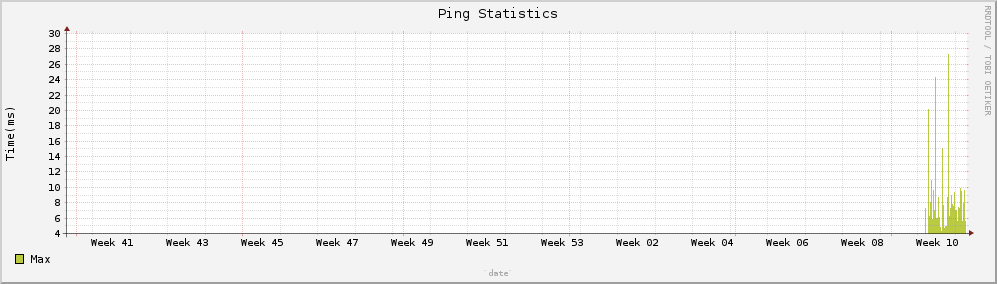 Ping Statistics
RRDTOOL / TOBI OETIKER
Time(ms)
30
28
26
24
22
20
18
16
14
12
10
8
6
4
Week 41 Week 43 Week 45 Week 47 Week 49 Week 51 Week 53 Week 02 Week 04 Week 06 Week 08 Week 10
Max
`date`